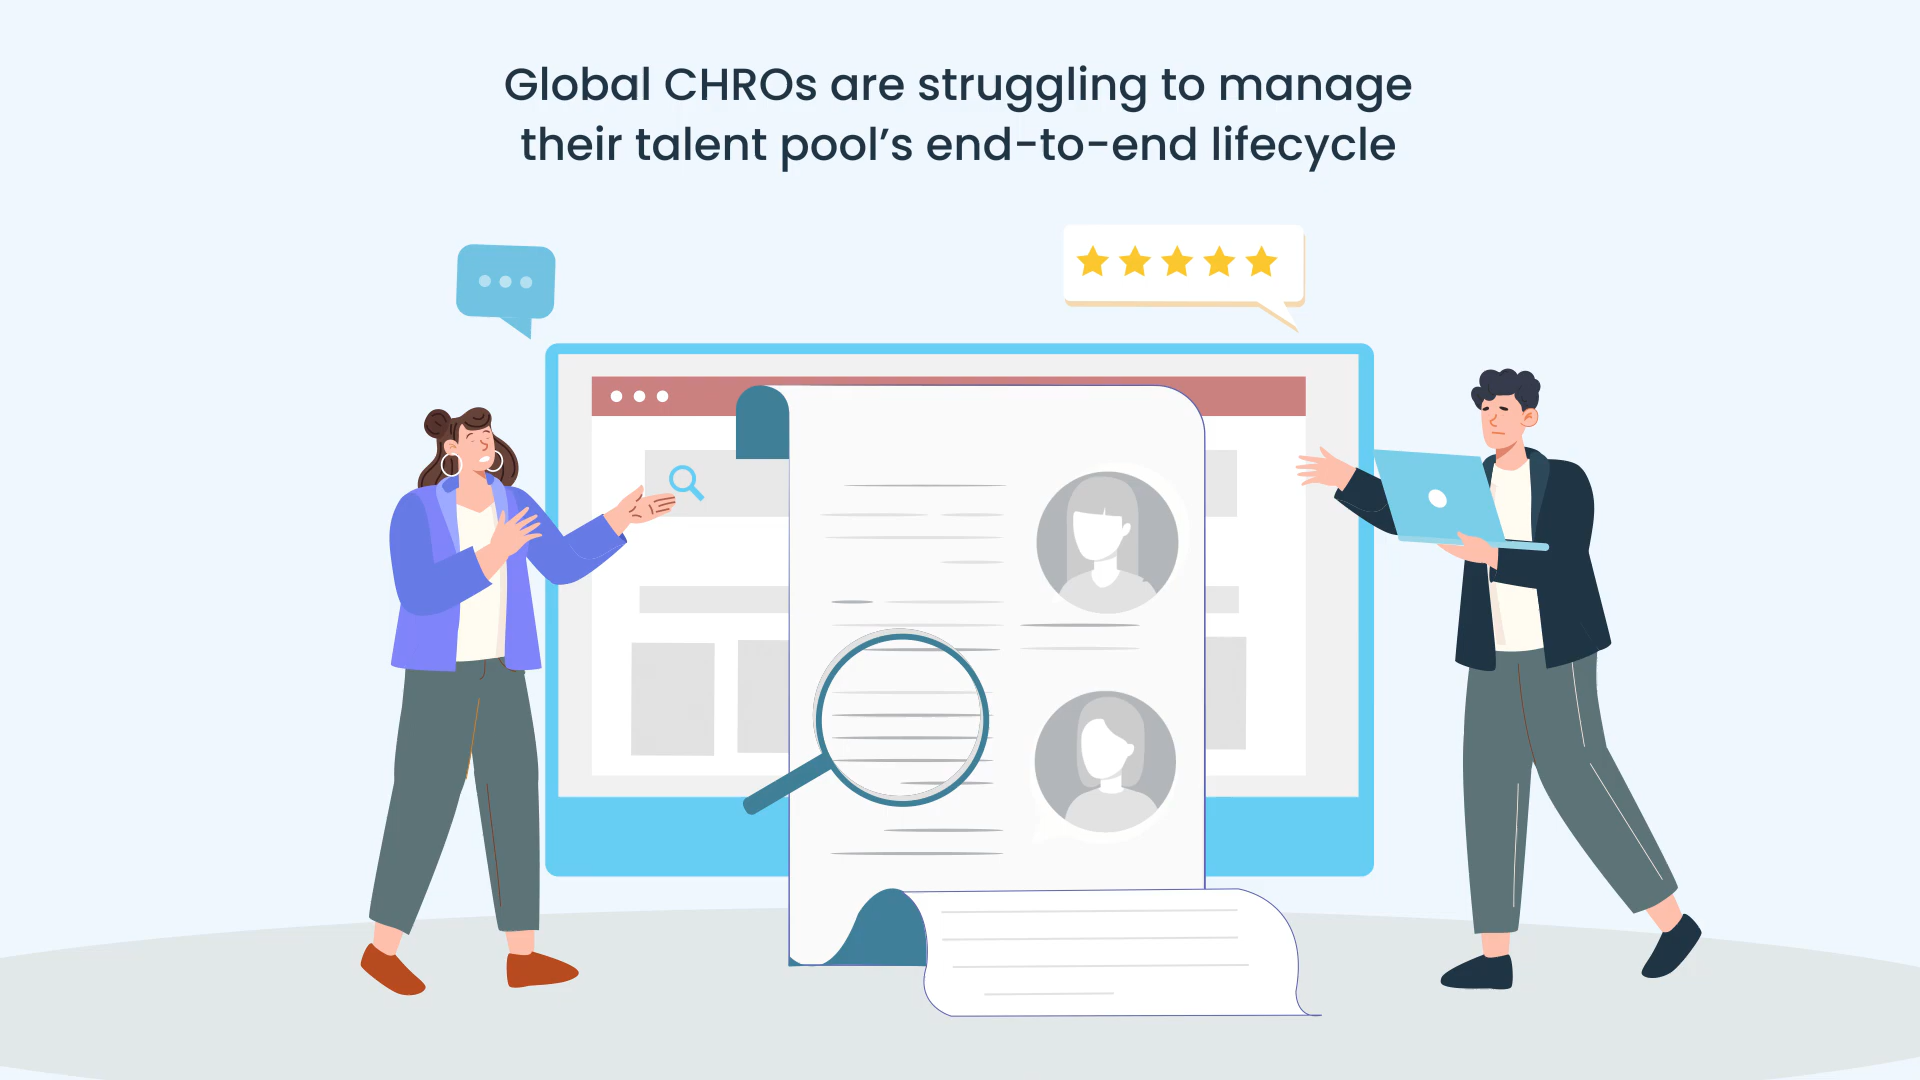 Global CHROs are struggling to manage
their talent pool’s end-to-end lifecycle